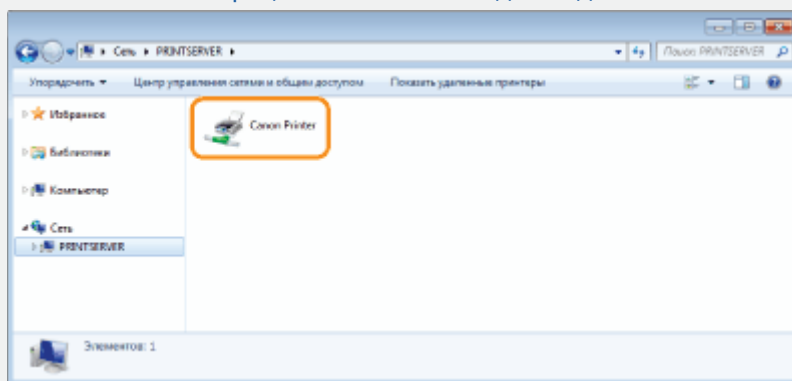 Сеть ▸ PRINTSERVER ▸
Поиск PRINTSERVER
Упорядочить
Центр управления сетями и общим доступом
Показать удаленные принтеры
Избранное
Canon Printer
Библиотеки
Компьютер
Сеть
PRINTSERVER
Элементов: 1